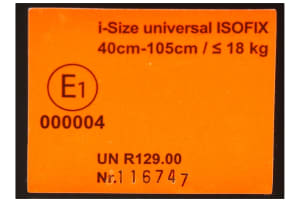 i-Size universal ISOFIX
40cm-105cm / ≤ 18 kg
E1
000004
UN R129.00
Nr.116747